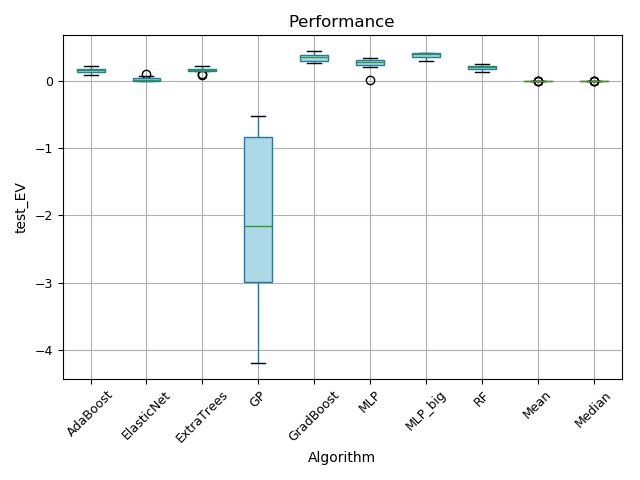 Performance
test_EV
0
−1
−2
−3
−4
AdaBoost
ElasticNet
ExtraTrees
GP
GradBoost
MLP
MLP_big
RF
Mean
Median
Algorithm